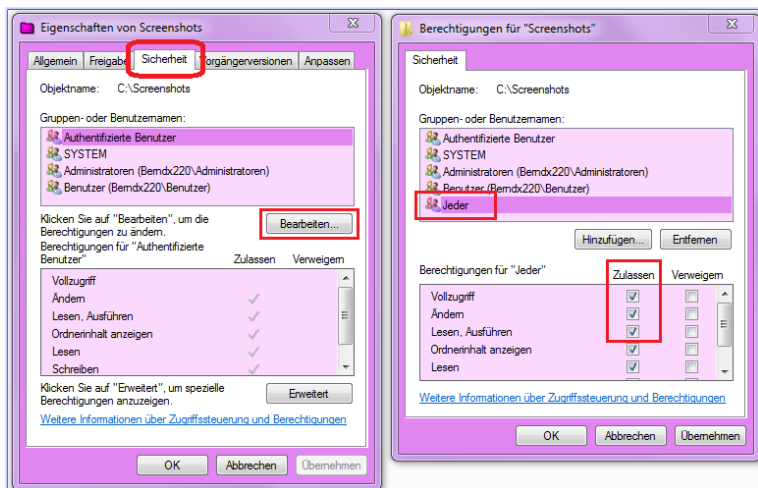 Eigenschaften von Screenshots
Allgemein Freigabe Sicherheit Vorgängerversionen Anpassen
Objektname: C:\Screenshots
Gruppen- oder Benutzernamen:
Authentifizierte Benutzer
SYSTEM
Administratoren (Berndx220\Administratoren)
Benutzer (Berndx220\Benutzer)
Klicken Sie auf "Bearbeiten", um die
Berechtigungen zu ändern.
Bearbeiten...
Berechtigungen für "Authentifizierte
Benutzer"
Zulassen Verweigern
Vollzugriff
Ändern
Lesen, Ausführen
Ordnerinhalt anzeigen
Lesen
Schreiben
Klicken Sie auf "Erweitert", um spezielle
Berechtigungen anzuzeigen.
Erweitert
Weitere Informationen über Zugriffssteuerung und Berechtigungen
OK Abbrechen Übernehmen
Berechtigungen für "Screenshots"
Sicherheit
Objektname: C:\Screenshots
Gruppen- oder Benutzernamen:
Authentifizierte Benutzer
SYSTEM
Administratoren (Berndx220\Administratoren)
Benutzer (Berndx220\Benutzer)
Jeder
Hinzufügen... Entfernen
Berechtigungen für "Jeder" Zulassen Verweigern
Vollzugriff
Ändern
Lesen, Ausführen
Ordnerinhalt anzeigen
Lesen
Weitere Informationen über Zugriffssteuerung und Berechtigungen
OK Abbrechen Übernehmen